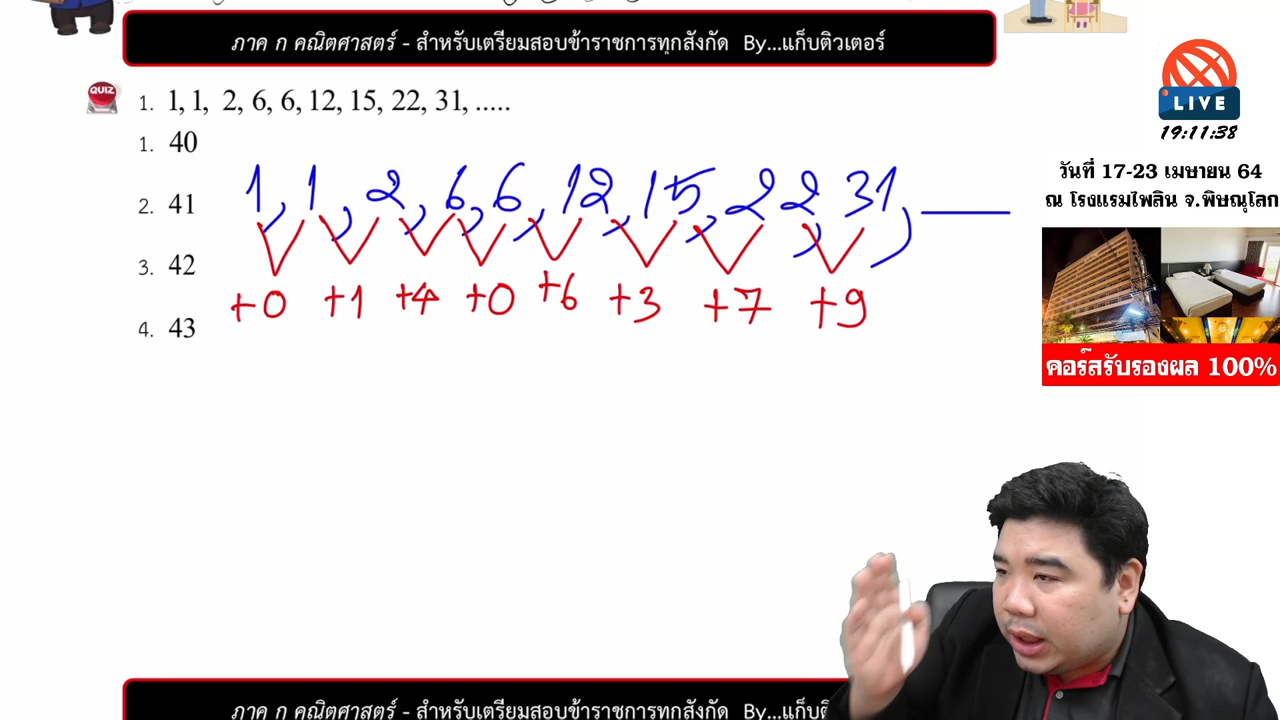 ภาค ก คณิตศาสตร์ - สำหรับเตรียมสอบข้าราชการทุกสังกัด By...แก็บติวเตอร์
QUIZ
1. 1, 1, 2, 6, 6, 12, 15, 22, 31, .....
1. 40
2. 41
3. 42
4. 43
1, 1, 2, 6, 6, 12, 15, 22, 31, ____
+0 +1 +4 +0 +6 +3 +7 +9
LIVE
19:11:38
วันที่ 17-23 เมษายน 64
ณ โรงแรมไพลิน จ.พิษณุโลก
คอร์สรับรองผล 100%
ภาค ก คณิตศาสตร์ - สำหรับเตรียมสอบข้าราชการทุกสังกัด By...แก็บติ